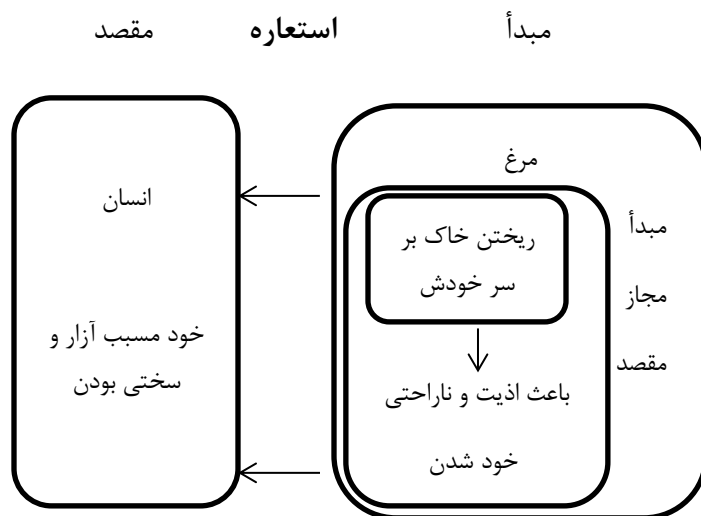 مبدأ استعاره مقصد
مرغ
مبدأ
ریختن خاک بر
سر خودش
مجاز
مقصد
باعث اذیت و ناراحتی
خود شدن
انسان
خود مسبب آزار و
سختی بودن